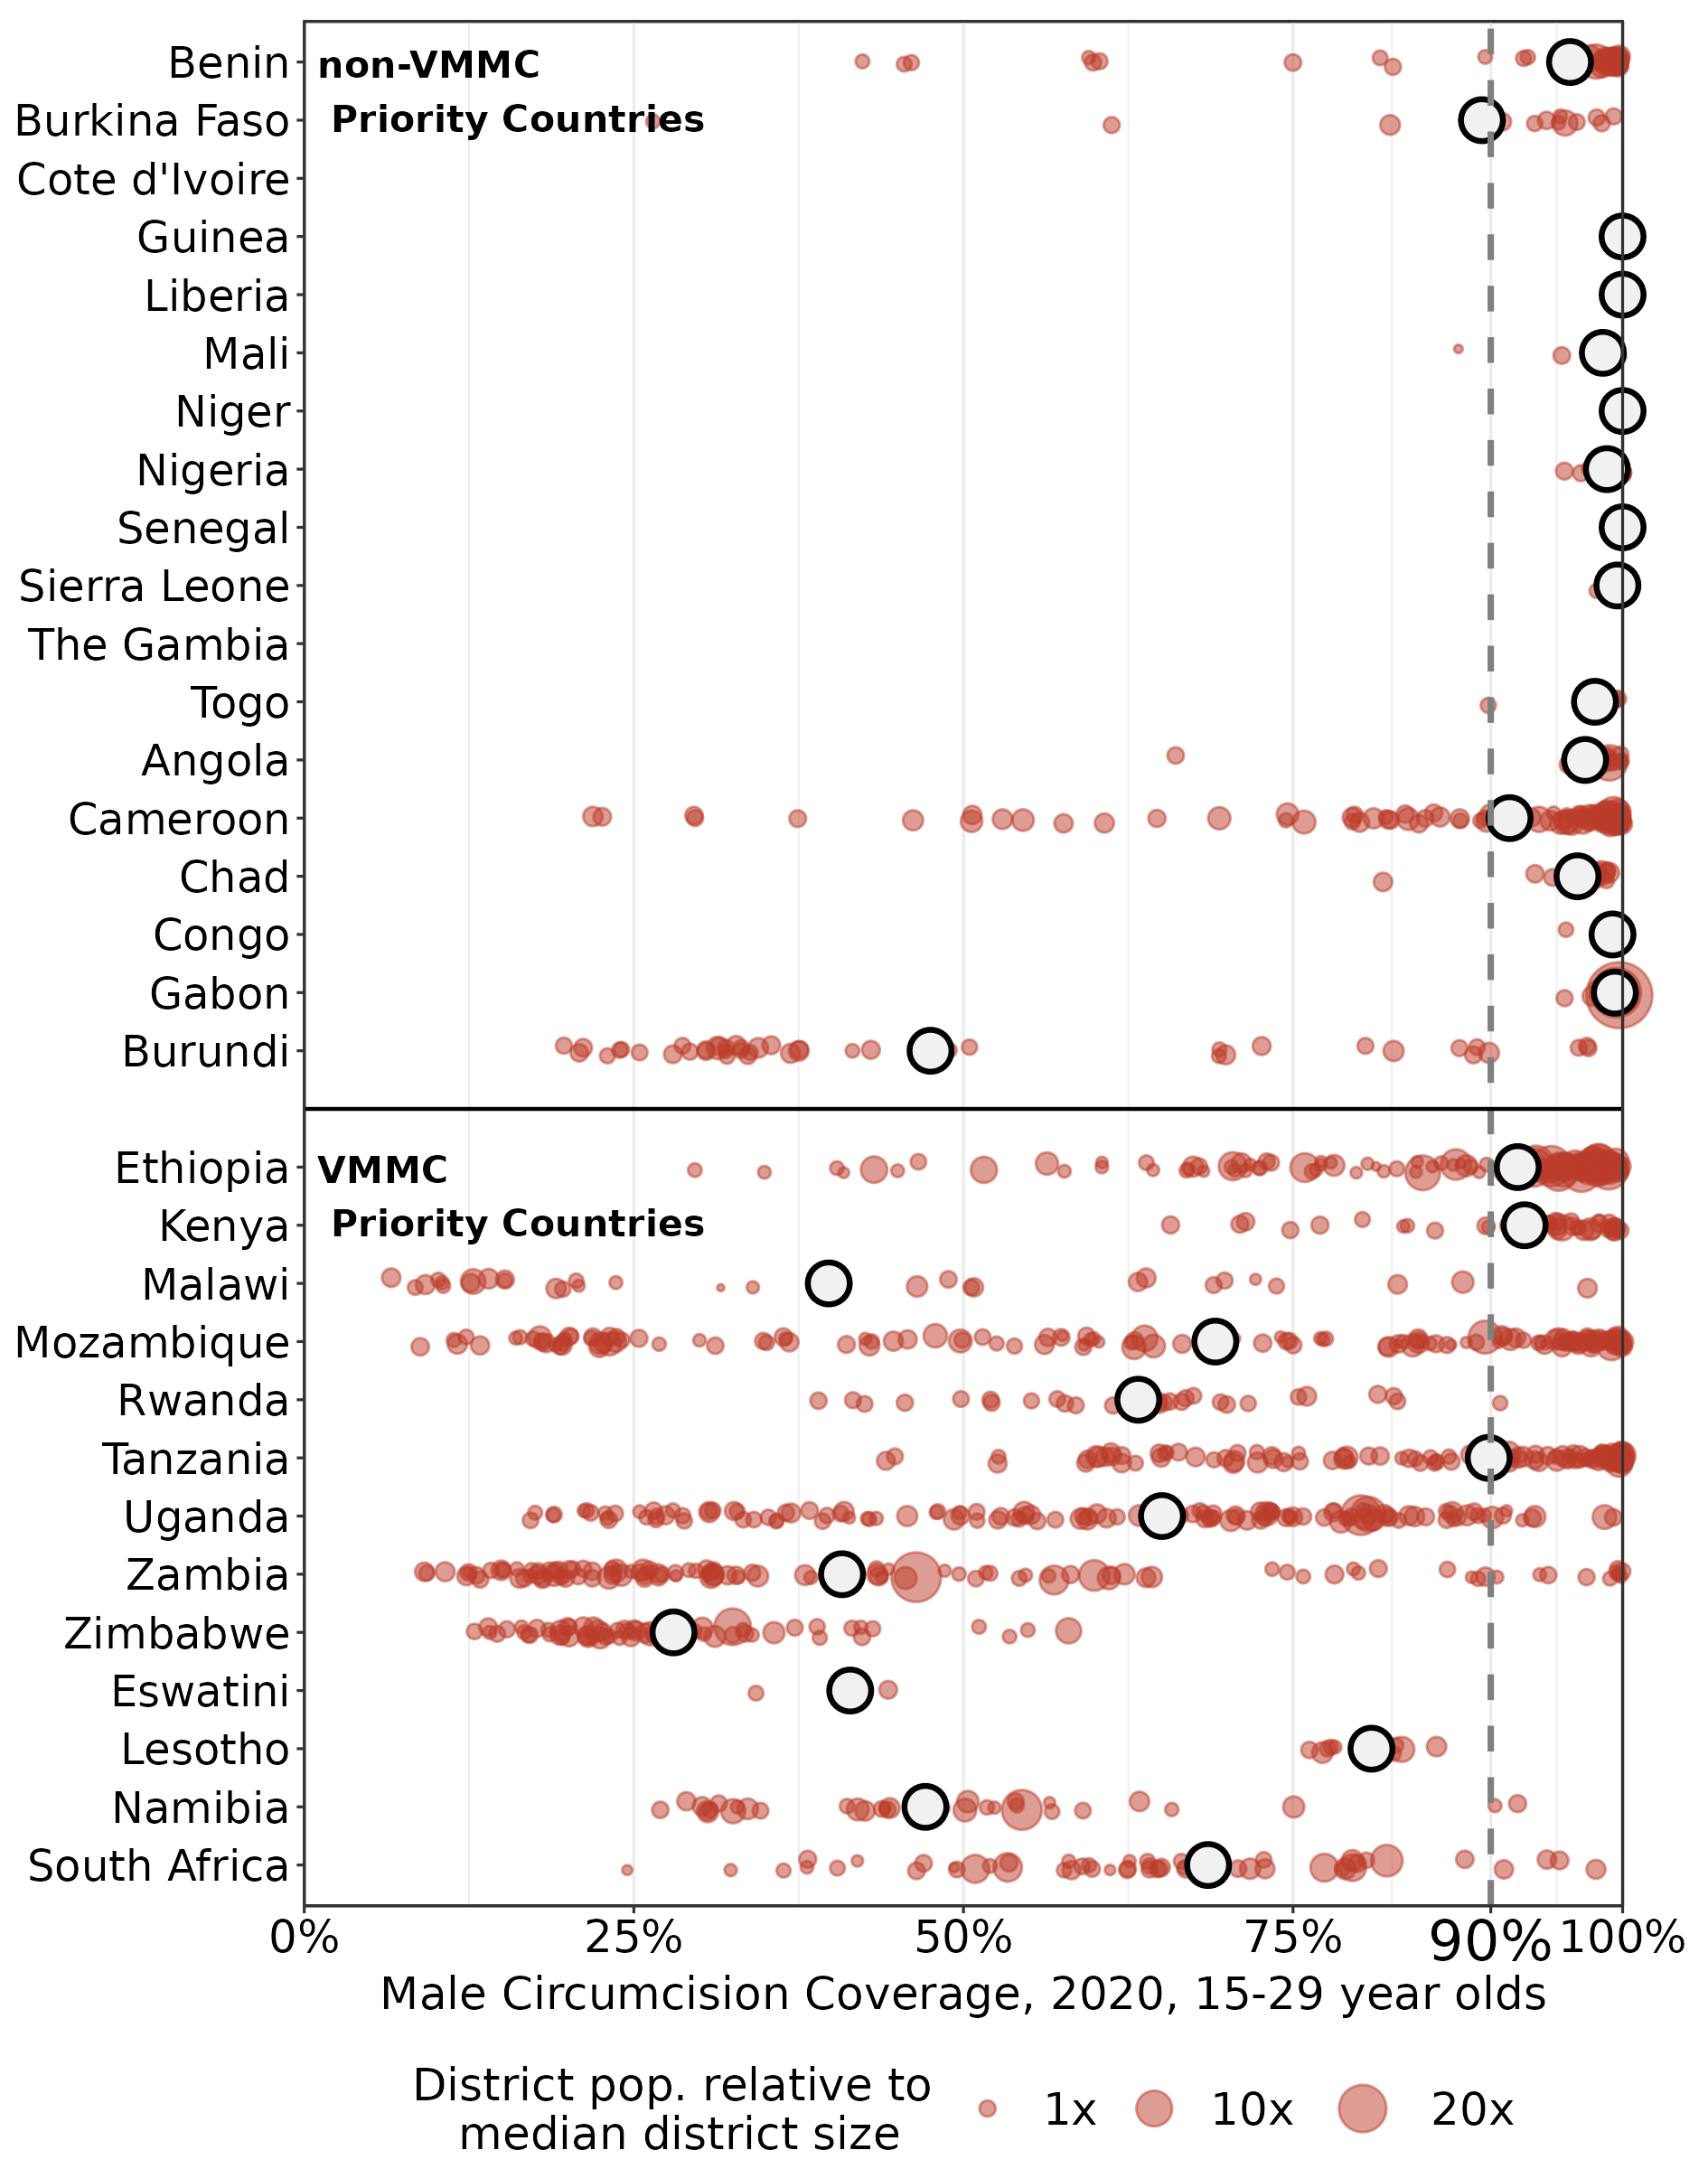 Benin
non-VMMC
Burkina Faso
Priority Countries
Cote d'Ivoire
Guinea
Liberia
Mali
Niger
Nigeria
Senegal
Sierra Leone
The Gambia
Togo
Angola
Cameroon
Chad
Congo
Gabon
Burundi
Ethiopia
VMMC
Kenya
Priority Countries
Malawi
Mozambique
Rwanda
Tanzania
Uganda
Zambia
Zimbabwe
Eswatini
Lesotho
Namibia
South Africa
0% 25% 50% 75% 90% 100%
Male Circumcision Coverage, 2020, 15-29 year olds
District pop. relative to
median district size
1x 10x 20x